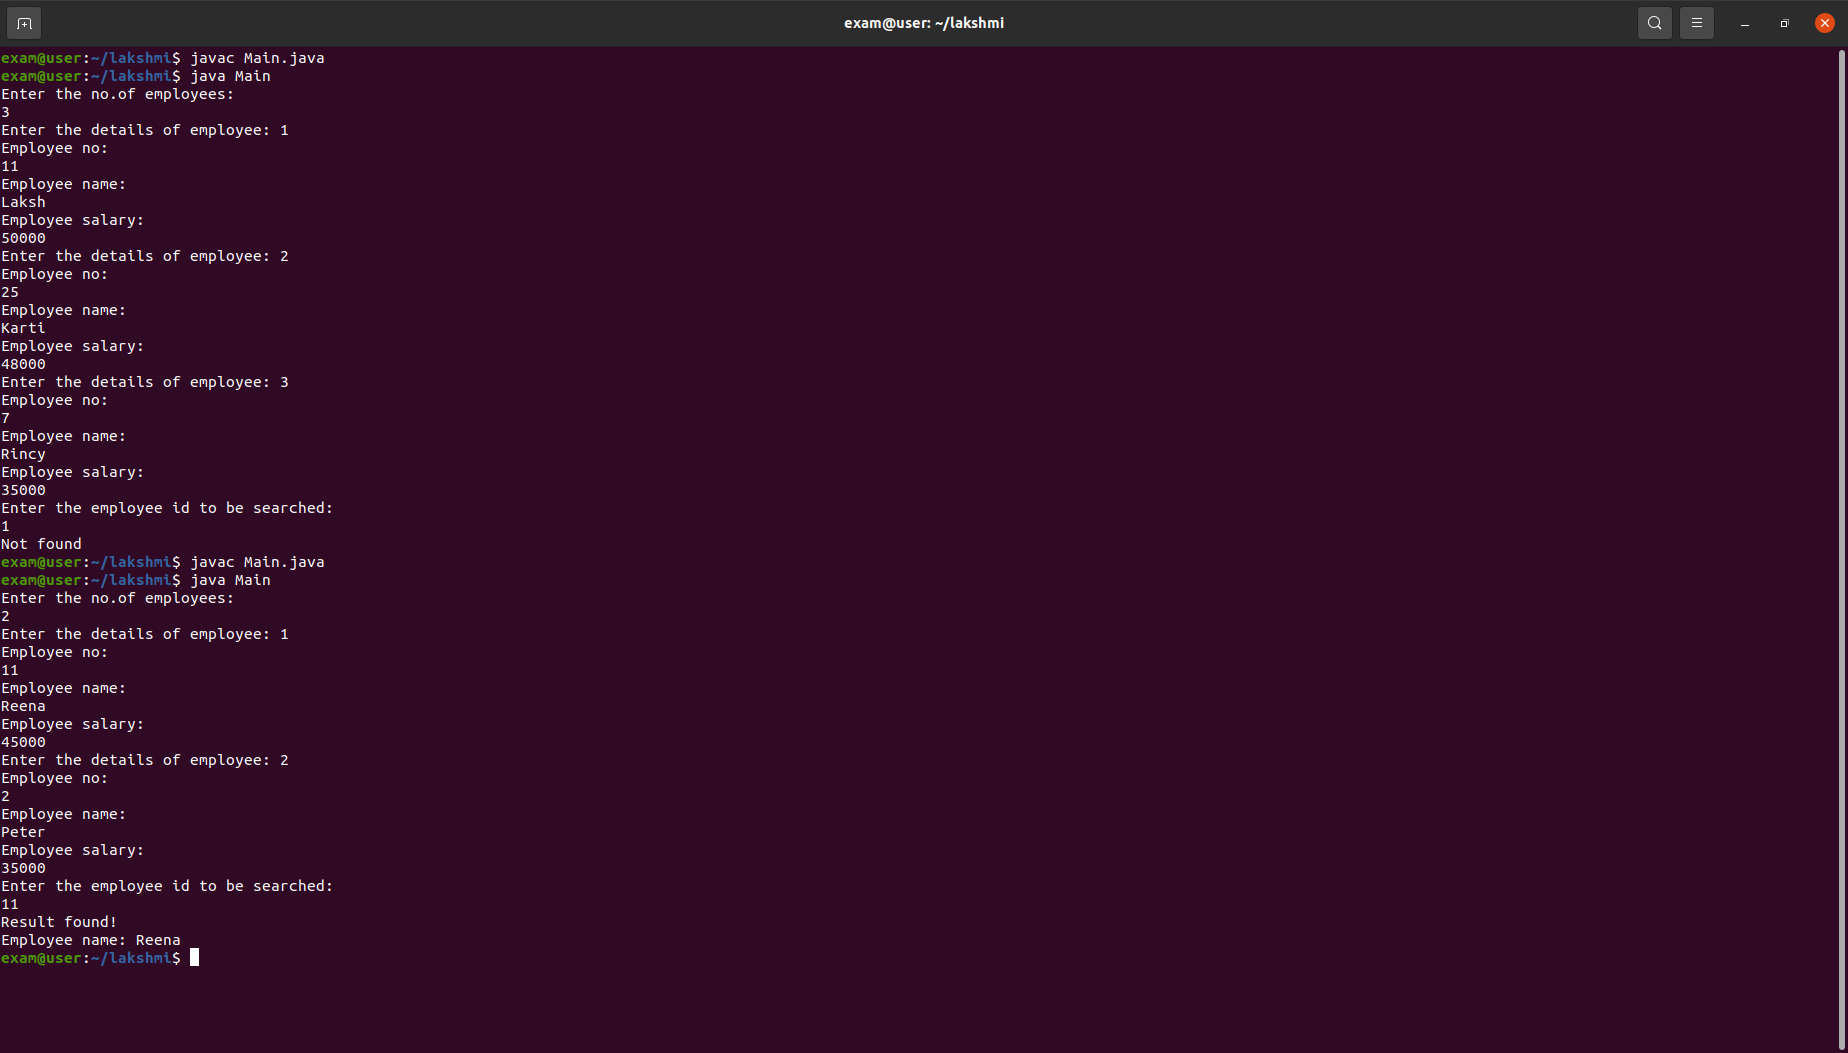 exam@user: ~/lakshmi
exam@user:~/lakshmi$ javac Main.java
exam@user:~/lakshmi$ java Main
Enter the no.of employees:
3
Enter the details of employee: 1
Employee no:
11
Employee name:
Laksh
Employee salary:
50000
Enter the details of employee: 2
Employee no:
25
Employee name:
Karti
Employee salary:
48000
Enter the details of employee: 3
Employee no:
7
Employee name:
Rincy
Employee salary:
35000
Enter the employee id to be searched:
1
Not found
exam@user:~/lakshmi$ javac Main.java
exam@user:~/lakshmi$ java Main
Enter the no.of employees:
2
Enter the details of employee: 1
Employee no:
11
Employee name:
Reena
Employee salary:
45000
Enter the details of employee: 2
Employee no:
2
Employee name:
Peter
Employee salary:
35000
Enter the employee id to be searched:
11
Result found!
Employee name: Reena
exam@user:~/lakshmi$